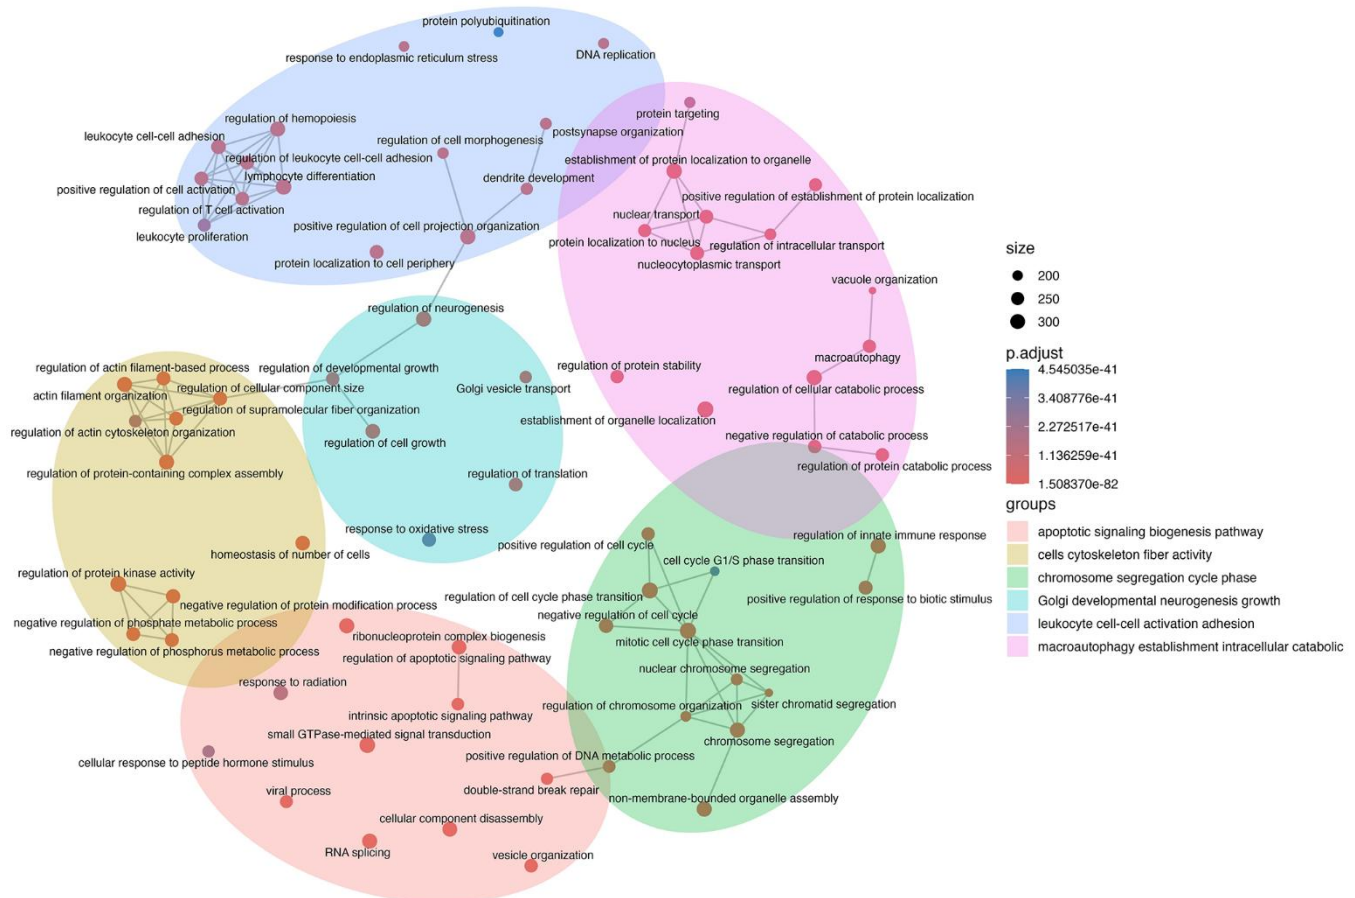 protein polyubiquitination
response to endoplasmic reticulum stress
DNA replication
regulation of hemopoiesis
leukocyte cell-cell adhesion
regulation of leukocyte cell-cell adhesion
lymphocyte differentiation
positive regulation of cell activation
regulation of T cell activation
leukocyte proliferation
regulation of cell morphogenesis
postsynapse organization
dendrite development
positive regulation of cell projection organization
protein localization to cell periphery
protein targeting
establishment of protein localization to organelle
positive regulation of establishment of protein localization
nuclear transport
protein localization to nucleus
regulation of intracellular transport
nucleocytoplasmic transport
vacuole organization
macroautophagy
regulation of protein stability
regulation of cellular catabolic process
establishment of organelle localization
negative regulation of catabolic process
regulation of protein catabolic process
regulation of neurogenesis
regulation of developmental growth
Golgi vesicle transport
regulation of cell growth
regulation of translation
response to oxidative stress
regulation of actin filament-based process
actin filament organization
regulation of cellular component size
regulation of supramolecular fiber organization
regulation of actin cytoskeleton organization
regulation of protein-containing complex assembly
homeostasis of number of cells
regulation of protein kinase activity
negative regulation of protein modification process
negative regulation of phosphate metabolic process
negative regulation of phosphorus metabolic process
positive regulation of cell cycle
regulation of innate immune response
cell cycle G1/S phase transition
regulation of cell cycle phase transition
positive regulation of response to biotic stimulus
negative regulation of cell cycle
mitotic cell cycle phase transition
nuclear chromosome segregation
regulation of chromosome organization
sister chromatid segregation
chromosome segregation
positive regulation of DNA metabolic process
double-strand break repair
non-membrane-bounded organelle assembly
ribonucleoprotein complex biogenesis
regulation of apoptotic signaling pathway
response to radiation
intrinsic apoptotic signaling pathway
small GTPase-mediated signal transduction
cellular response to peptide hormone stimulus
viral process
cellular component disassembly
RNA splicing
vesicle organization
size
200
250
300
p.adjust
4.545035e-41
3.408776e-41
2.272517e-41
1.136259e-41
1.508370e-82
groups
apoptotic signaling biogenesis pathway
cells cytoskeleton fiber activity
chromosome segregation cycle phase
Golgi developmental neurogenesis growth
leukocyte cell-cell activation adhesion
macroautophagy establishment intracellular catabolic